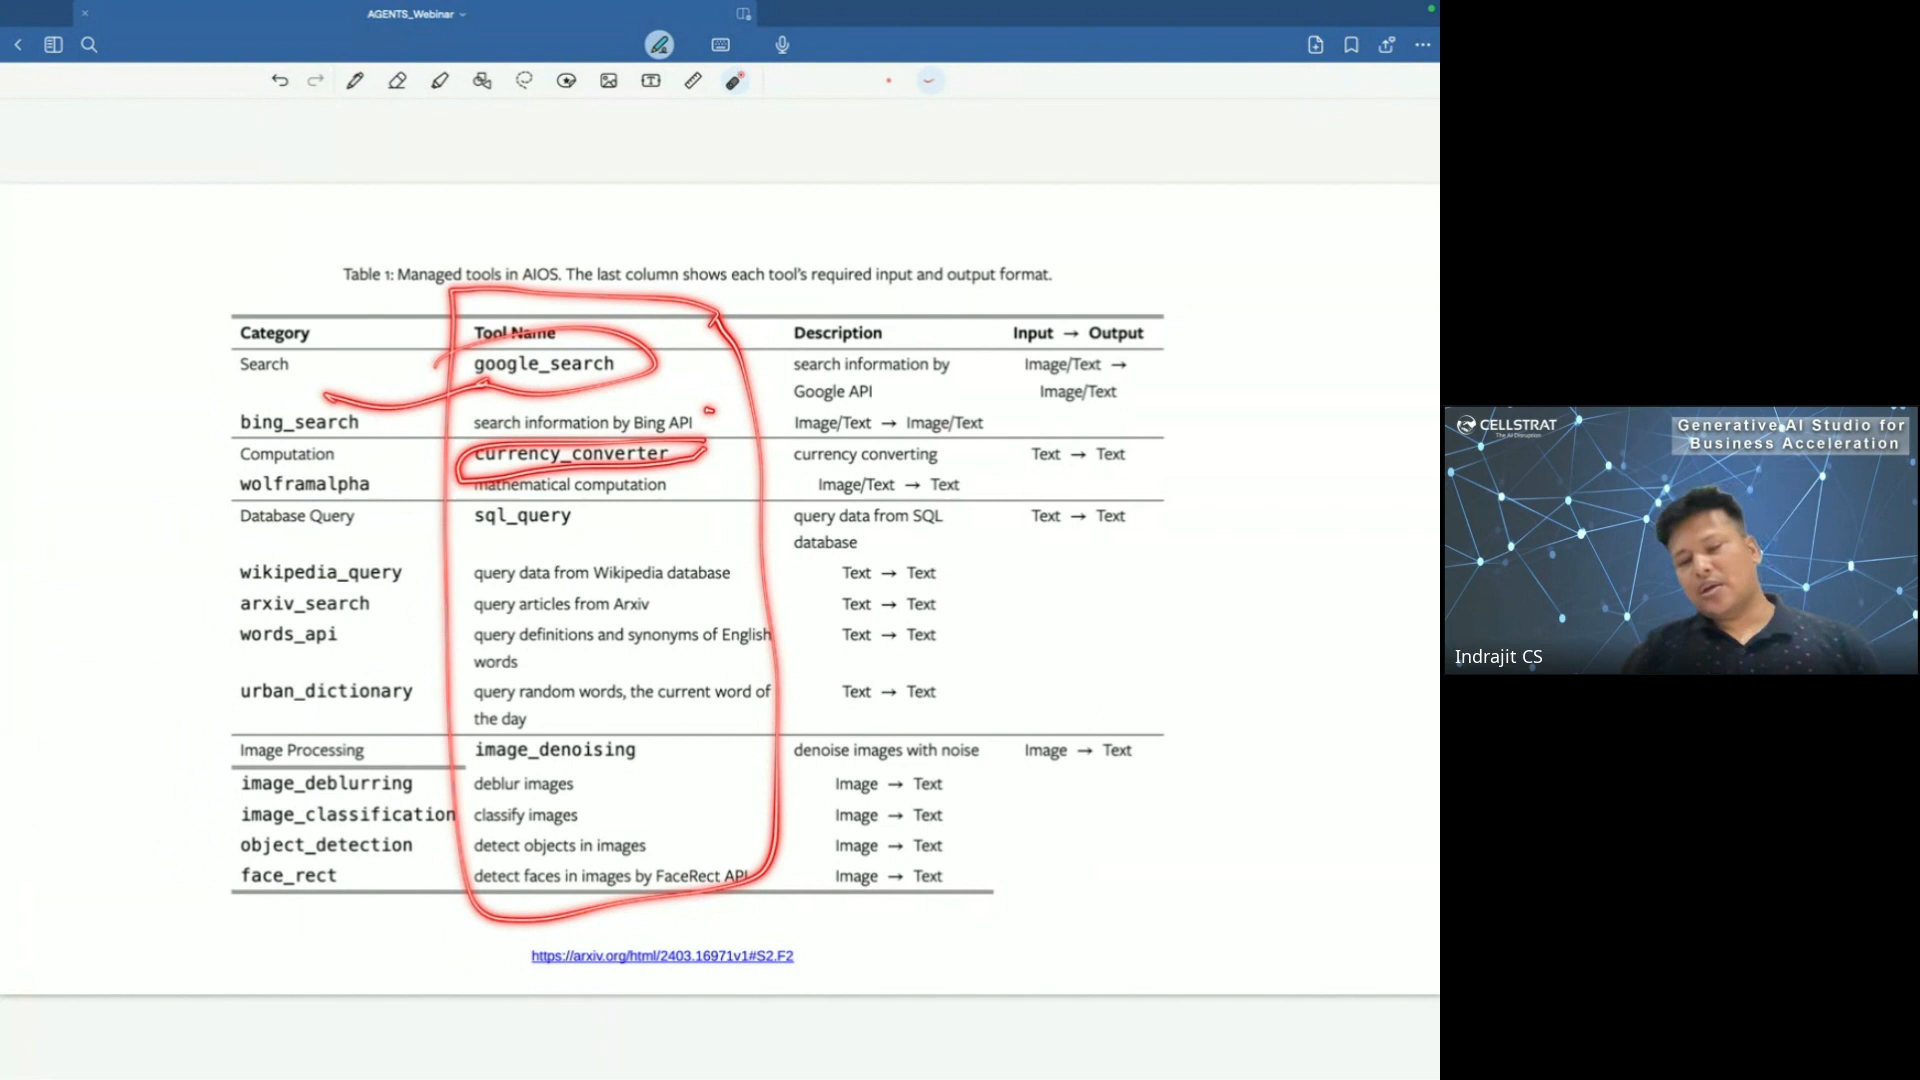 AGENTS_Webinar
Table 1: Managed tools in AIOS. The last column shows each tool's required input and output format.
Category Tool Name Description Input → Output
Search google_search search information by Image/Text →
Google API Image/Text
bing_search search information by Bing API Image/Text → Image/Text
Computation currency_converter currency converting Text → Text
wolframalpha mathematical computation Image/Text → Text
Database Query sql_query query data from SQL Text → Text
database
wikipedia_query query data from Wikipedia database Text → Text
arxiv_search query articles from Arxiv Text → Text
words_api query definitions and synonyms of English Text → Text
words
urban_dictionary query random words, the current word of Text → Text
the day
Image Processing image_denoising denoise images with noise Image → Text
image_deblurring deblur images Image → Text
image_classification classify images Image → Text
object_detection detect objects in images Image → Text
face_rect detect faces in images by FaceRect API Image → Text
https://arxiv.org/html/2403.16971v1#S2.F2
CELLSTRAT
The AI Disruption
Generative AI Studio for
Business Acceleration
Indrajit CS